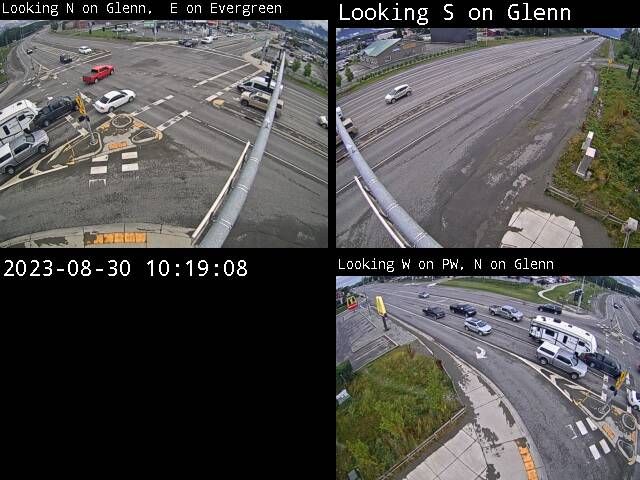 Looking N on Glenn,  E on Evergreen
Looking S on Glenn
2023-08-30 10:19:08
Looking W on PW, N on Glenn